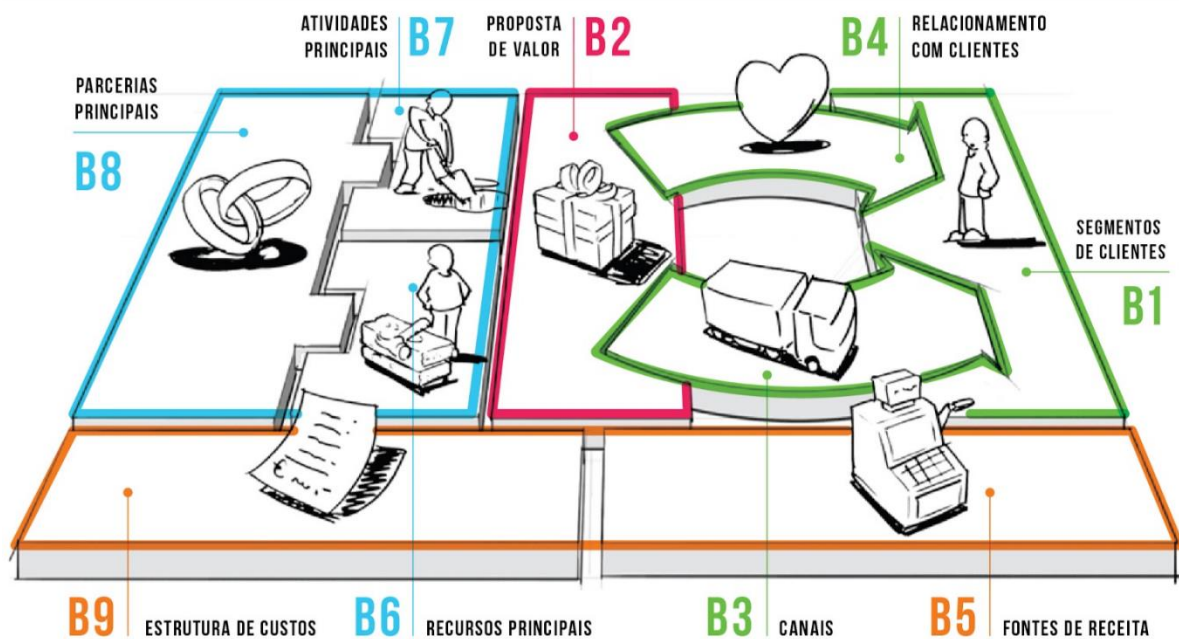 ATIVIDADES
PRINCIPAIS
B7
PROPOSTA
DE VALOR
B2
B4
RELACIONAMENTO
COM CLIENTES
PARCERIAS
PRINCIPAIS
B8
SEGMENTOS
DE CLIENTES
B1
B9
ESTRUTURA DE CUSTOS
B6
RECURSOS PRINCIPAIS
B3
CANAIS
B5
FONTES DE RECEITA